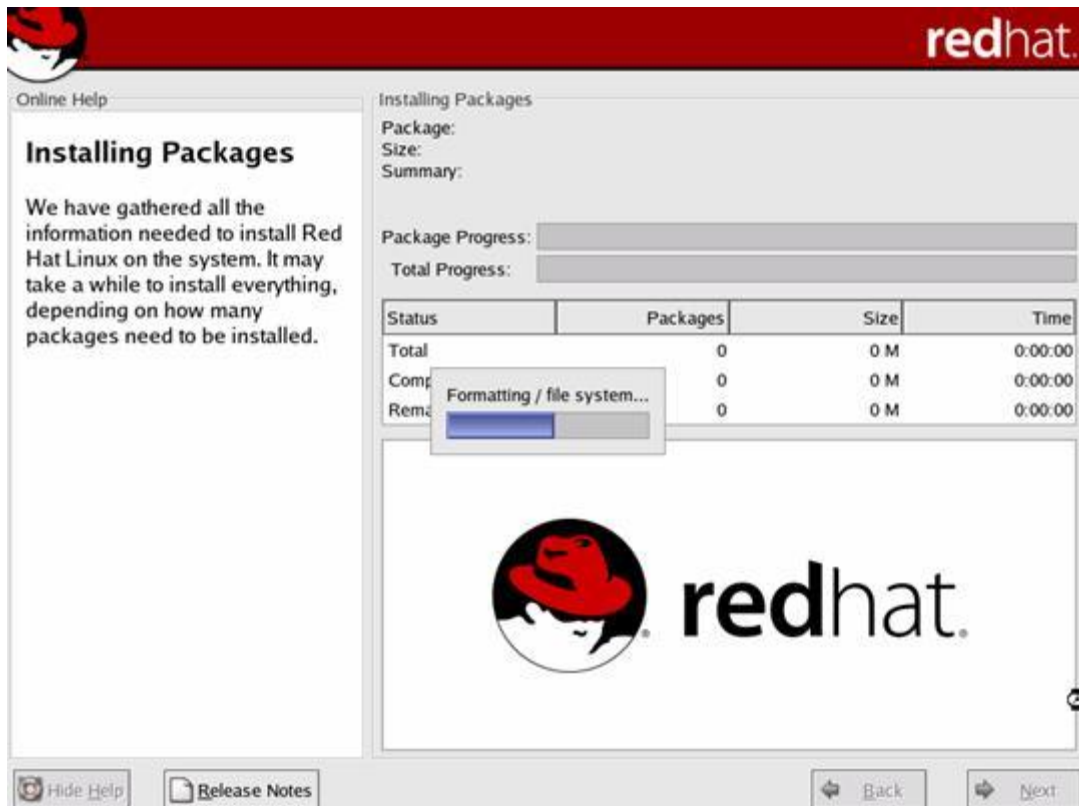 redhat.
Online Help
Installing Packages
We have gathered all the
information needed to install Red
Hat Linux on the system. It may
take a while to install everything,
depending on how many
packages need to be installed.
Installing Packages
Package:
Size:
Summary:
Package Progress:
Total Progress:
Status Packages Size Time
Total 0 0 M 0:00:00
Comp 0 0 M 0:00:00
Rema 0 0 M 0:00:00
Formatting / file system...
redhat.
Hide Help Release Notes Back Next